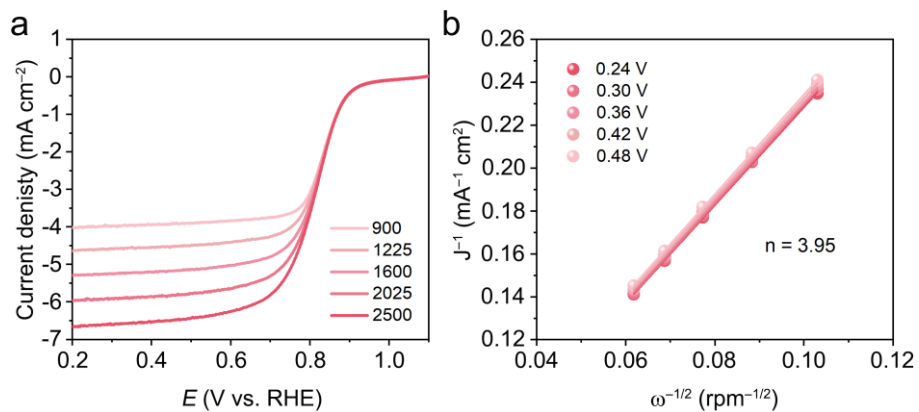 a
Current denisty (mA cm⁻²)
0
-1
-2
-3
-4
-5
-6
-7
900
1225
1600
2025
2500
0.2
0.4
0.6
0.8
1.0
E (V vs. RHE)
b
J⁻¹ (mA⁻¹ cm²)
0.26
0.24
0.22
0.20
0.18
0.16
0.14
0.12
0.24 V
0.30 V
0.36 V
0.42 V
0.48 V
n = 3.95
0.04
0.06
0.08
0.10
0.12
ω⁻¹/² (rpm⁻¹/²)